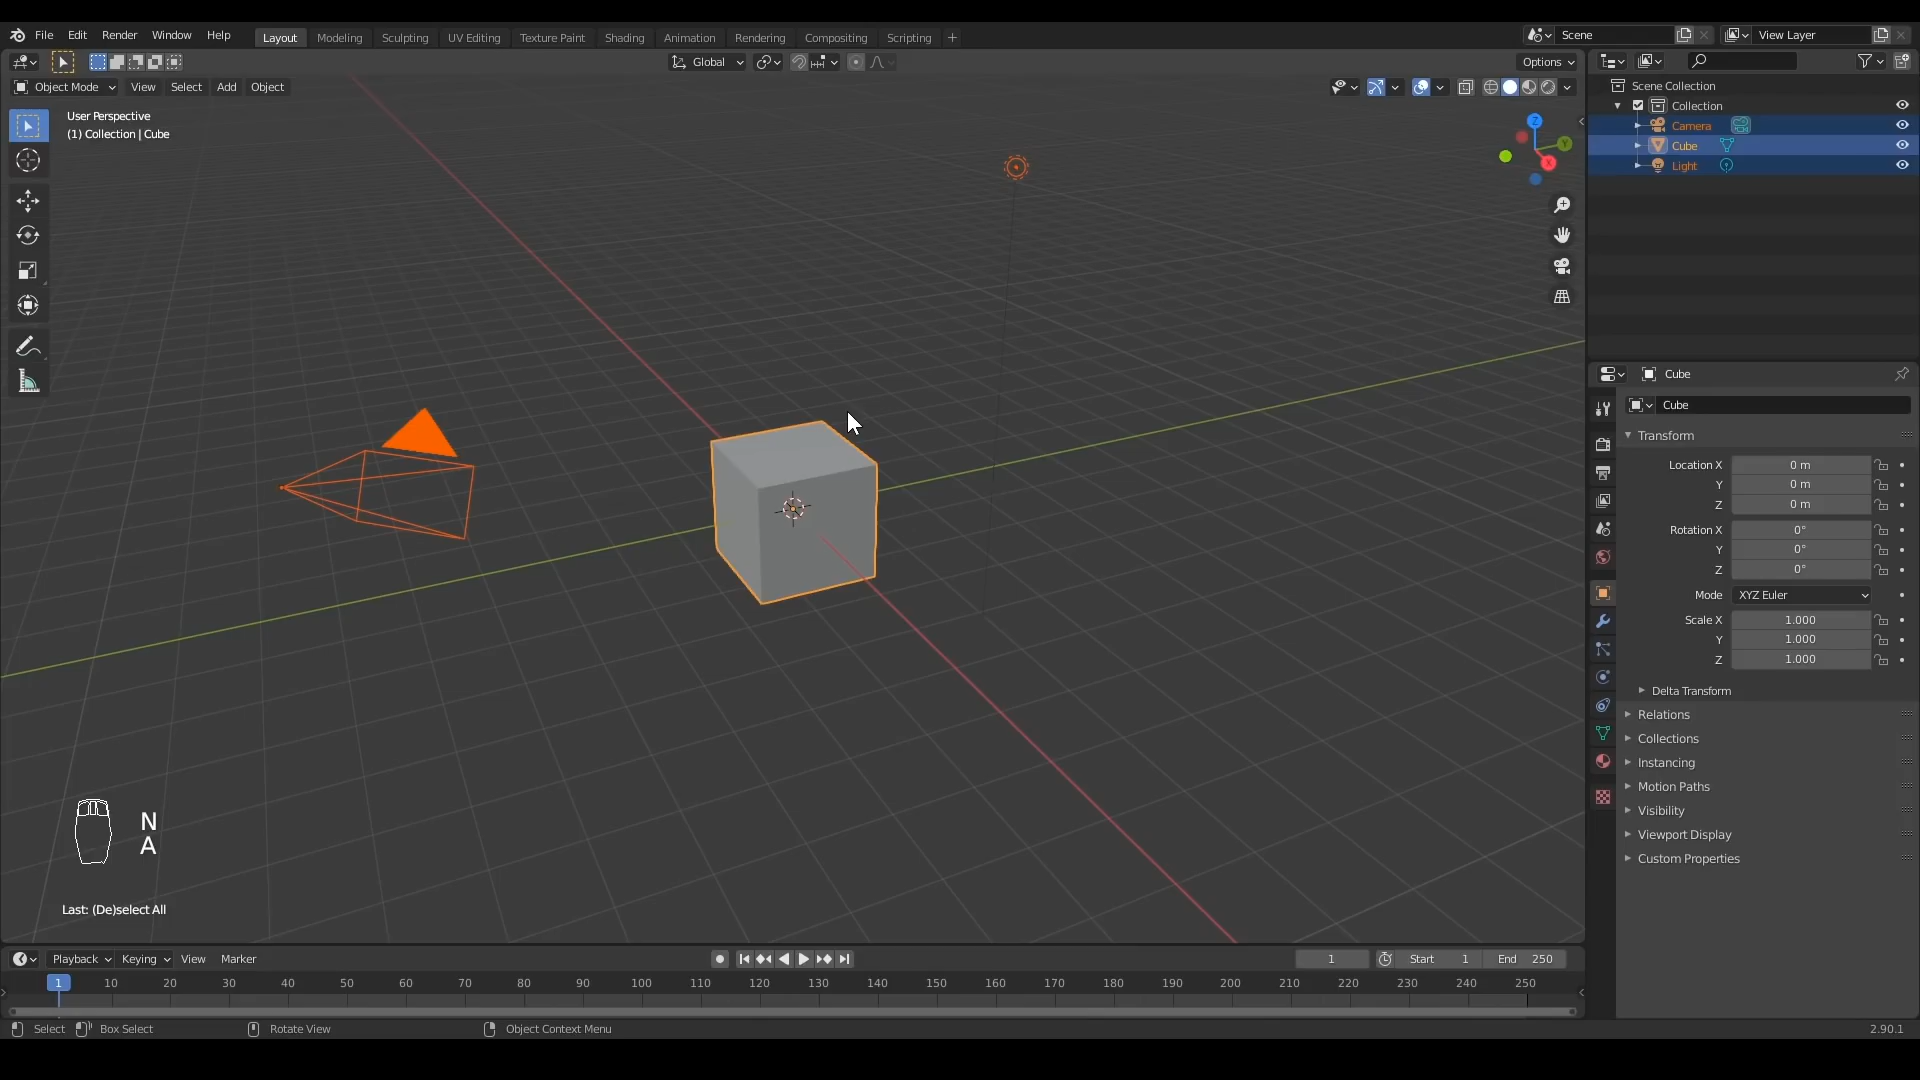 File Edit Render Window Help Layout Modeling Sculpting UV Editing Texture Paint Shading Animation Rendering Compositing Scripting + Scene View Layer
Global Options
Object Mode View Select Add Object
User Perspective
(1) Collection | Cube
Z
Y
X
Scene Collection
Collection
Camera
Cube
Light
Cube
Cube
Transform
Location X 0 m
Y 0 m
Z 0 m
Rotation X 0°
Y 0°
Z 0°
Mode XYZ Euler
Scale X 1.000
Y 1.000
Z 1.000
Delta Transform
Relations
Collections
Instancing
Motion Paths
Visibility
Viewport Display
Custom Properties
N
A
Last: (De)select All
Playback Keying View Marker 1 Start 1 End 250
1 10 20 30 40 50 60 70 80 90 100 110 120 130 140 150 160 170 180 190 200 210 220 230 240 250
Select Box Select Rotate View Object Context Menu 2.90.1